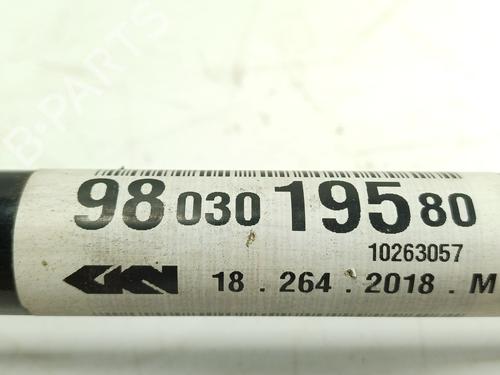 B-PARTS
98 030 195 80
10263057
GKN 18 . 264 . 2018 . M